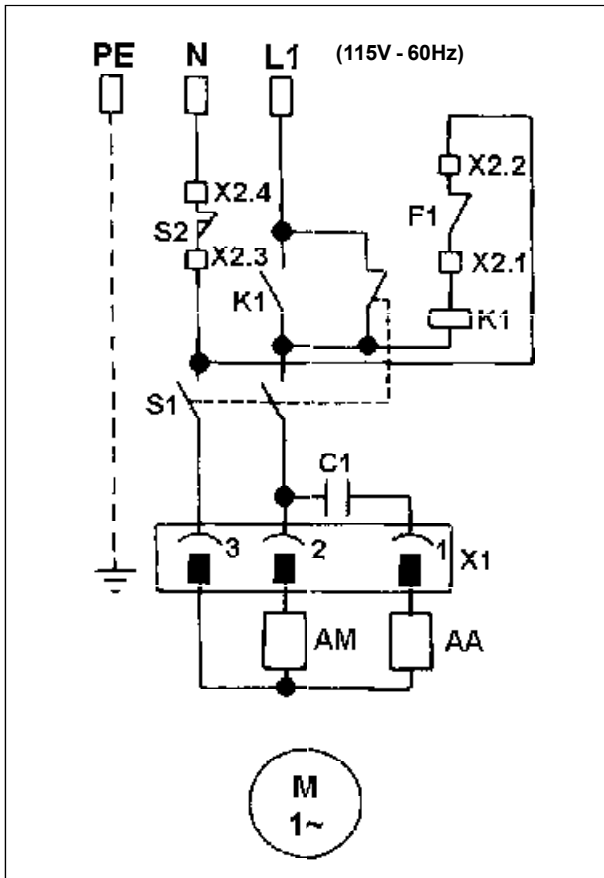 PE N L1 (115V - 60Hz)
X2.2
X2.4
F1
S2
X2.3 X2.1
K1 K1
S1
C1
3 2 1 X1
AM AA
M
1~